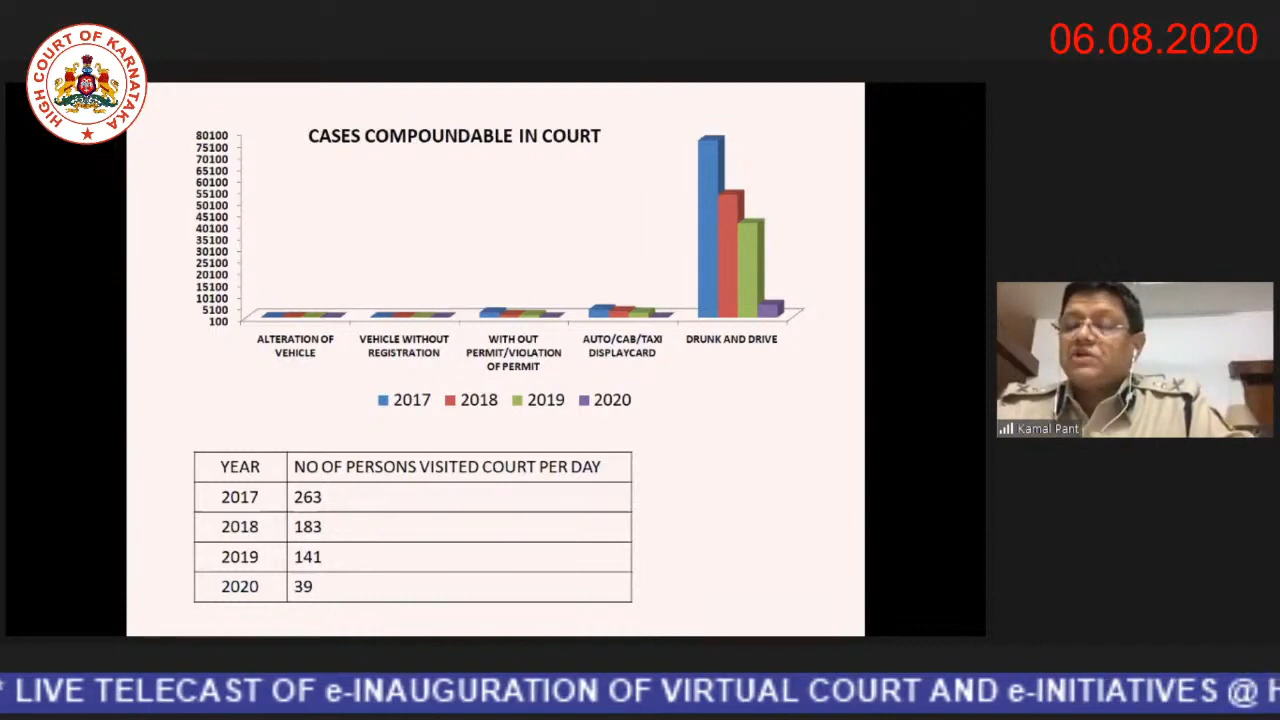 HIGH COURT OF KARNATAKA
06.08.2020
CASES COMPOUNDABLE IN COURT
80100
75100
70100
65100
60100
55100
50100
45100
40100
35100
30100
25100
20100
15100
10100
5100
100
ALTERATION OF
VEHICLE
VEHICLE WITHOUT
REGISTRATION
WITH OUT
PERMIT/VIOLATION
OF PERMIT
AUTO/CAB/TAXI
DISPLAYCARD
DRUNK AND DRIVE
2017 2018 2019 2020
YEAR NO OF PERSONS VISITED COURT PER DAY
2017 263
2018 183
2019 141
2020 39
Kamal Pant
* LIVE TELECAST OF e-INAUGURATION OF VIRTUAL COURT AND e-INITIATIVES @ H